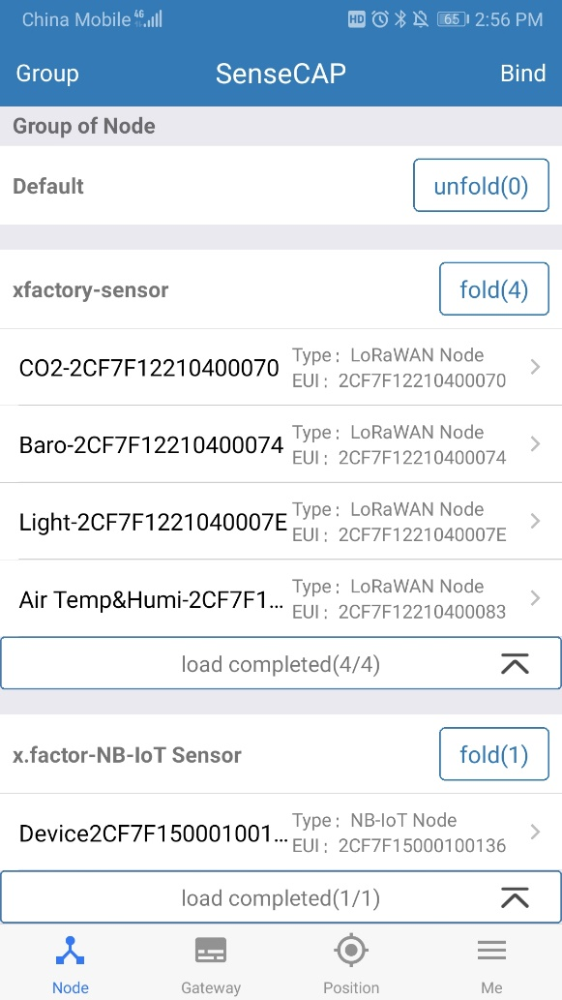 China Mobile 4G HD 65 2:56 PM
Group SenseCAP Bind
Group of Node
Default unfold(0)
xfactory-sensor fold(4)
CO2-2CF7F12210400070 Type : LoRaWAN Node
EUI : 2CF7F12210400070
Baro-2CF7F12210400074 Type : LoRaWAN Node
EUI : 2CF7F12210400074
Light-2CF7F1221040007E Type : LoRaWAN Node
EUI : 2CF7F1221040007E
Air Temp&Humi-2CF7F1... Type : LoRaWAN Node
EUI : 2CF7F12210400083
load completed(4/4)
x.factor-NB-IoT Sensor fold(1)
Device2CF7F150001001... Type : NB-IoT Node
EUI : 2CF7F15000100136
load completed(1/1)
Node Gateway Position Me